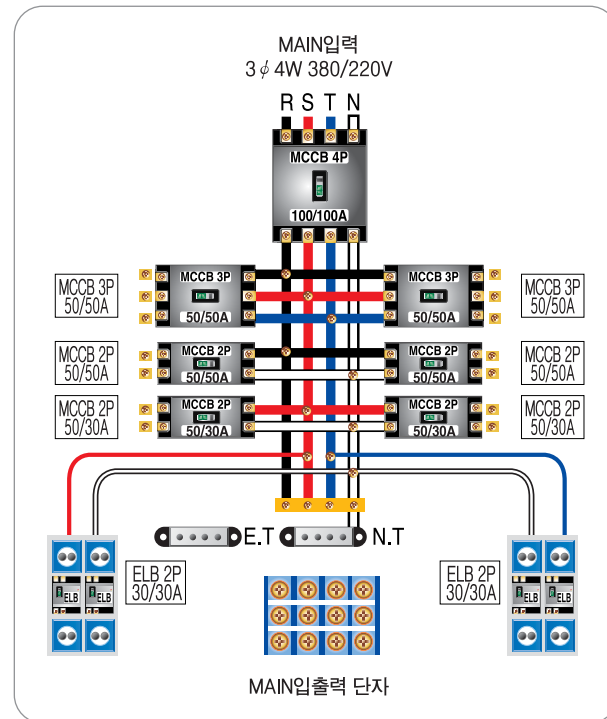 MAIN입력
3 ϕ 4W 380/220V
R S T N
MCCB 4P
100/100A
MCCB 3P
50/50A
MCCB 3P
50/50A
MCCB 3P
50/50A
MCCB 3P
50/50A
MCCB 2P
50/50A
MCCB 2P
50/50A
MCCB 2P
50/50A
MCCB 2P
50/50A
MCCB 2P
50/30A
MCCB 2P
50/30A
MCCB 2P
50/30A
MCCB 2P
50/30A
E.T
N.T
ELB
ELB
ELB 2P
30/30A
ELB 2P
30/30A
ELB
ELB
MAIN입출력 단자